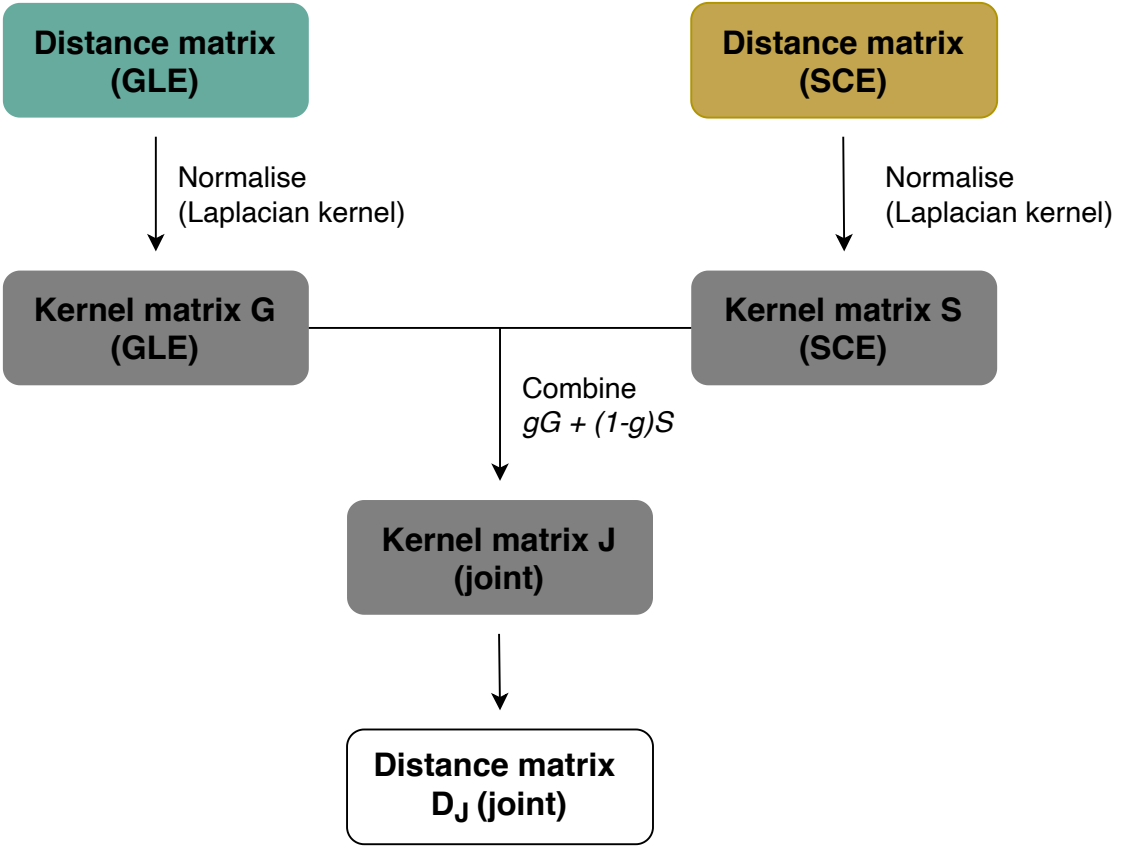 Distance matrix
(GLE)
Distance matrix
(SCE)
Normalise
(Laplacian kernel)
Normalise
(Laplacian kernel)
Kernel matrix G
(GLE)
Kernel matrix S
(SCE)
Combine
gG + (1-g)S
Kernel matrix J
(joint)
Distance matrix
D_J (joint)